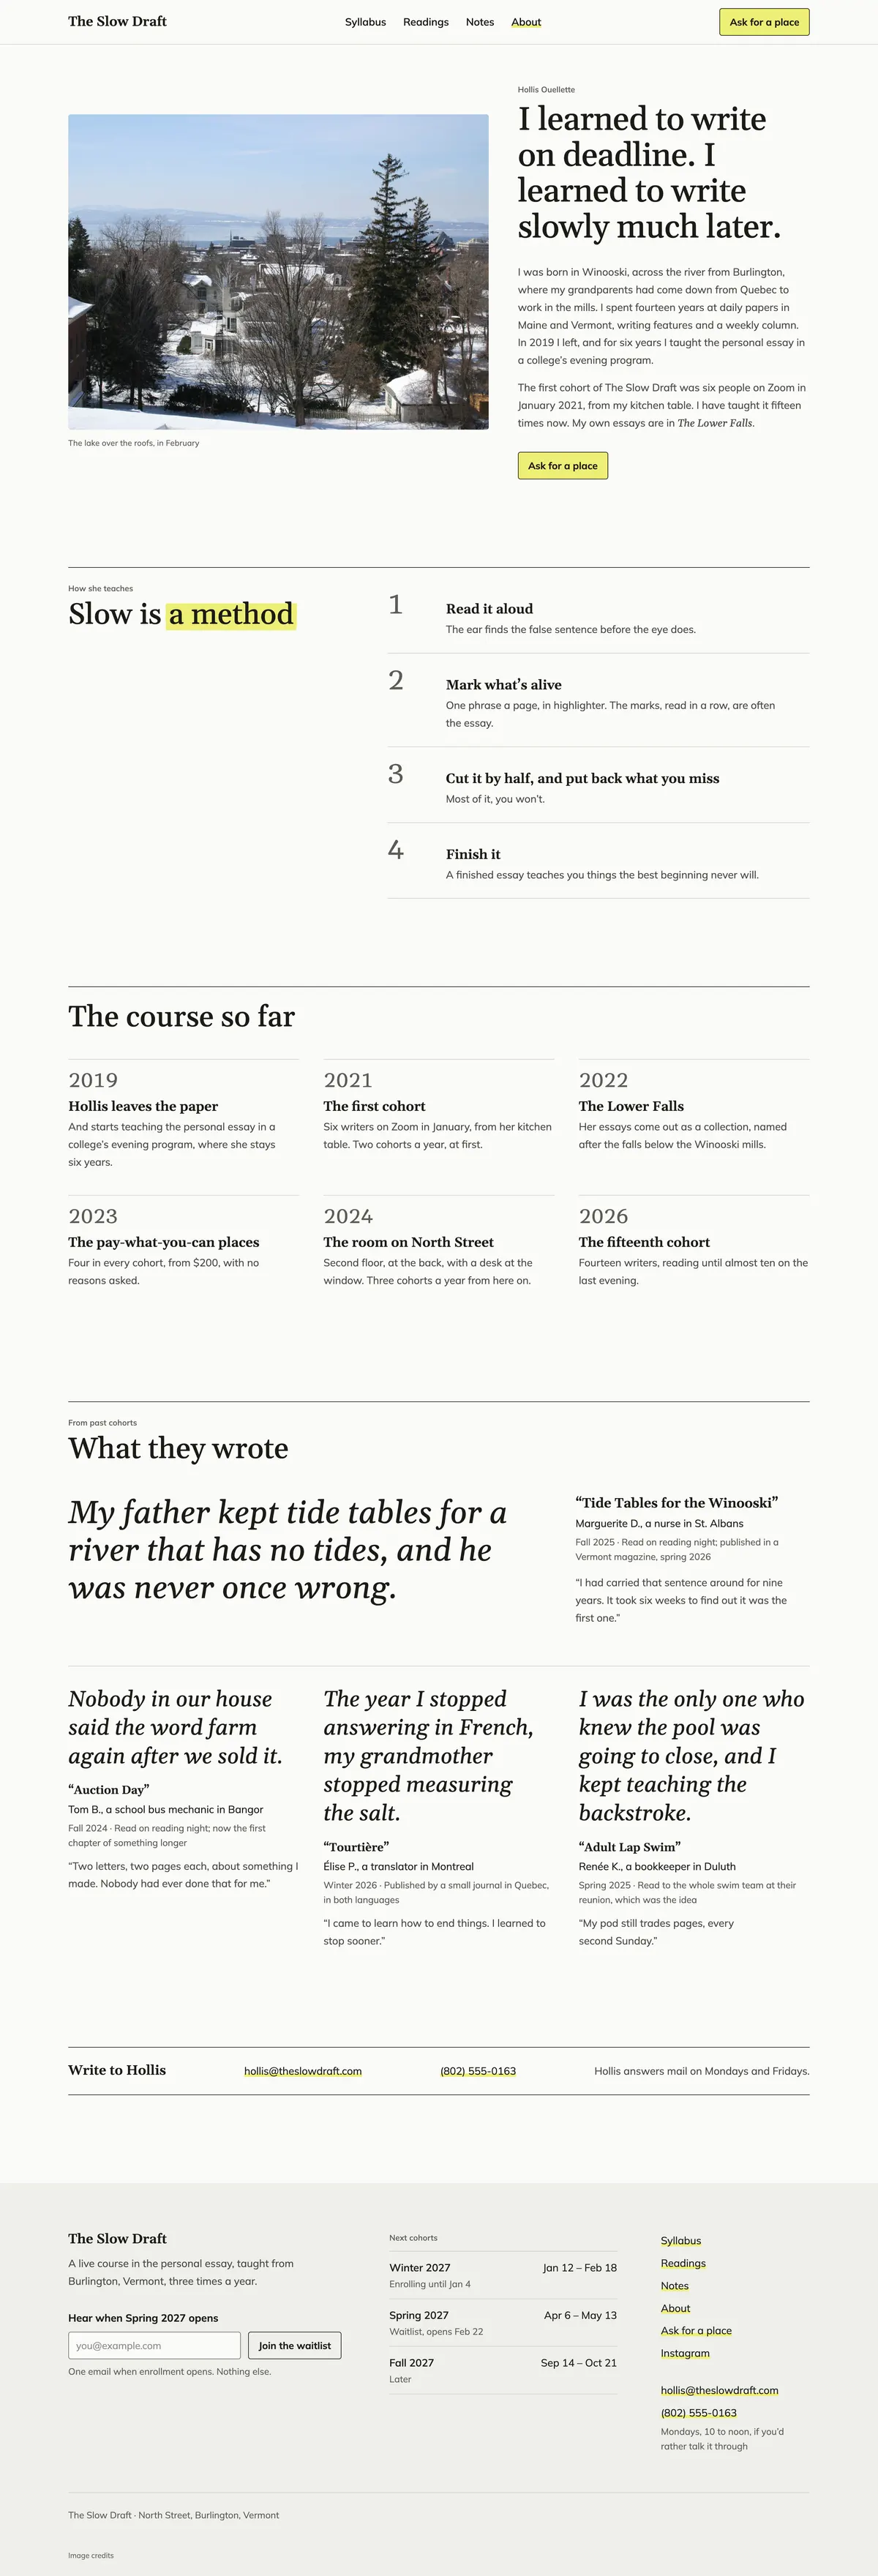 The Slow Draft
Syllabus Readings Notes About
Ask for a place
Hollis Ouellette
I learned to write
on deadline. I
learned to write
slowly much later.
I was born in Winooski, across the river from Burlington,
where my grandparents had come down from Quebec to
work in the mills. I spent fourteen years at daily papers in
Maine and Vermont, writing features and a weekly column.
In 2019 I left, and for six years I taught the personal essay in
a college's evening program.
The first cohort of The Slow Draft was six people on Zoom in
January 2021, from my kitchen table. I have taught it fifteen
times now. My own essays are in The Lower Falls.
Ask for a place
The lake over the roofs, in February
How she teaches
Slow is a method
1
Read it aloud
The ear finds the false sentence before the eye does.
2
Mark what's alive
One phrase a page, in highlighter. The marks, read in a row, are often
the essay.
3
Cut it by half, and put back what you miss
Most of it, you won't.
4
Finish it
A finished essay teaches you things the best beginning never will.
The course so far
2019
Hollis leaves the paper
And starts teaching the personal essay in a
college's evening program, where she stays
six years.
2021
The first cohort
Six writers on Zoom in January, from her kitchen
table. Two cohorts a year, at first.
2022
The Lower Falls
Her essays come out as a collection, named
after the falls below the Winooski mills.
2023
The pay-what-you-can places
Four in every cohort, from $200, with no
reasons asked.
2024
The room on North Street
Second floor, at the back, with a desk at the
window. Three cohorts a year from here on.
2026
The fifteenth cohort
Fourteen writers, reading until almost ten on the
last evening.
From past cohorts
What they wrote
My father kept tide tables for a
river that has no tides, and he
was never once wrong.
“Tide Tables for the Winooski”
Marguerite D., a nurse in St. Albans
Fall 2025 · Read on reading night; published in a
Vermont magazine, spring 2026
“I had carried that sentence around for nine
years. It took six weeks to find out it was the
first one.”
Nobody in our house
said the word farm
again after we sold it.
“Auction Day”
Tom B., a school bus mechanic in Bangor
Fall 2024 · Read on reading night; now the first
chapter of something longer
“Two letters, two pages each, about something I
made. Nobody had ever done that for me.”
The year I stopped
answering in French,
my grandmother
stopped measuring
the salt.
“Tourtière”
Élise P., a translator in Montreal
Winter 2026 · Published by a small journal in Quebec,
in both languages
“I came to learn how to end things. I learned to
stop sooner.”
I was the only one who
knew the pool was
going to close, and I
kept teaching the
backstroke.
“Adult Lap Swim”
Renée K., a bookkeeper in Duluth
Spring 2025 · Read to the whole swim team at their
reunion, which was the idea
“My pod still trades pages, every
second Sunday.”
Write to Hollis
hollis@theslowdraft.com
(802) 555-0163
Hollis answers mail on Mondays and Fridays.
The Slow Draft
A live course in the personal essay, taught from
Burlington, Vermont, three times a year.
Hear when Spring 2027 opens
you@example.com
Join the waitlist
One email when enrollment opens. Nothing else.
Next cohorts
Winter 2027 Jan 12 – Feb 18
Enrolling until Jan 4
Spring 2027 Apr 6 – May 13
Waitlist, opens Feb 22
Fall 2027 Sep 14 – Oct 21
Later
Syllabus
Readings
Notes
About
Ask for a place
Instagram
hollis@theslowdraft.com
(802) 555-0163
Mondays, 10 to noon, if you'd
rather talk it through
The Slow Draft · North Street, Burlington, Vermont
Image credits